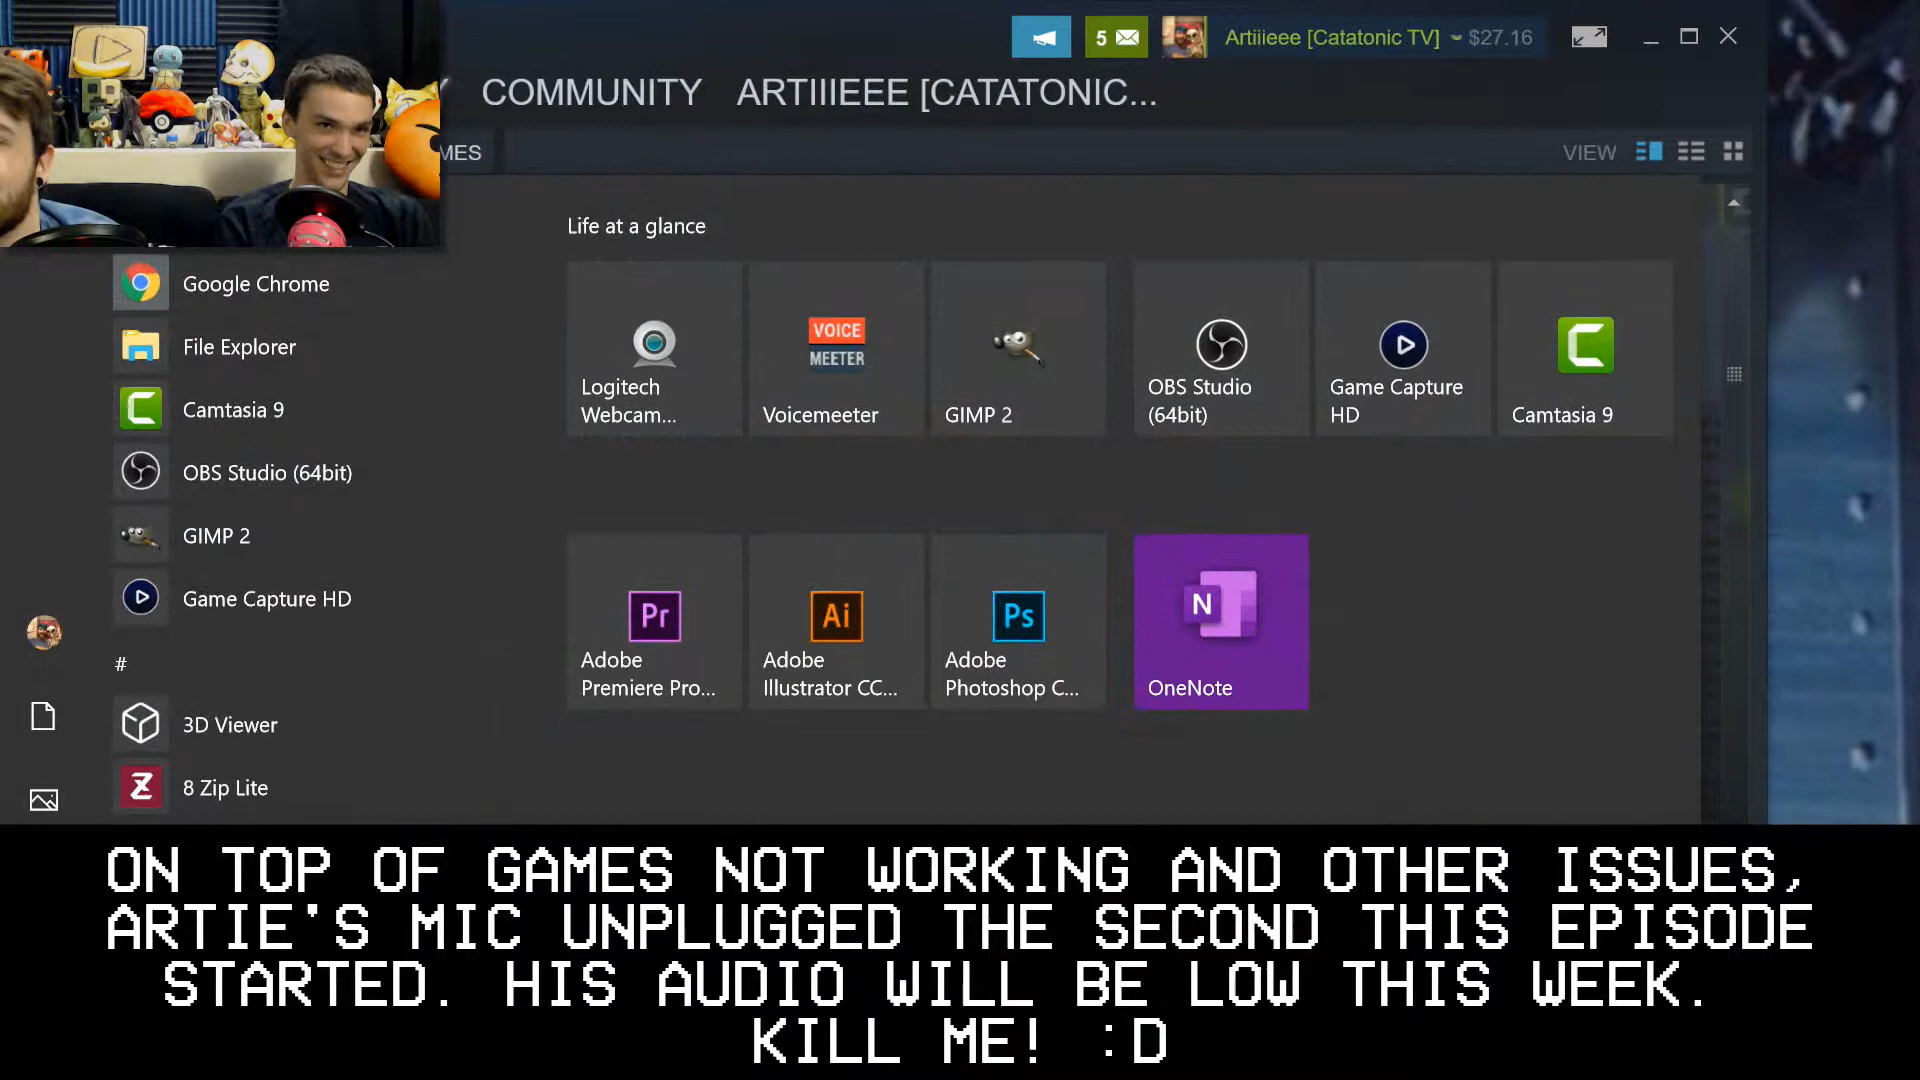 5
Artiiieee [Catatonic TV]
$27.16
COMMUNITY
ARTIIIEEE [CATATONIC...
MES
VIEW
Life at a glance
Google Chrome
File Explorer
Camtasia 9
OBS Studio (64bit)
GIMP 2
Game Capture HD
#
3D Viewer
8 Zip Lite
Logitech
Webcam...
VOICE
MEETER
Voicemeeter
GIMP 2
OBS Studio
(64bit)
Game Capture
HD
Camtasia 9
Pr
Adobe
Premiere Pro...
Ai
Adobe
Illustrator CC...
Ps
Adobe
Photoshop C...
N
OneNote
ON TOP OF GAMES NOT WORKING AND OTHER ISSUES,
ARTIE'S MIC UNPLUGGED THE SECOND THIS EPISODE
STARTED. HIS AUDIO WILL BE LOW THIS WEEK.
KILL ME! :D